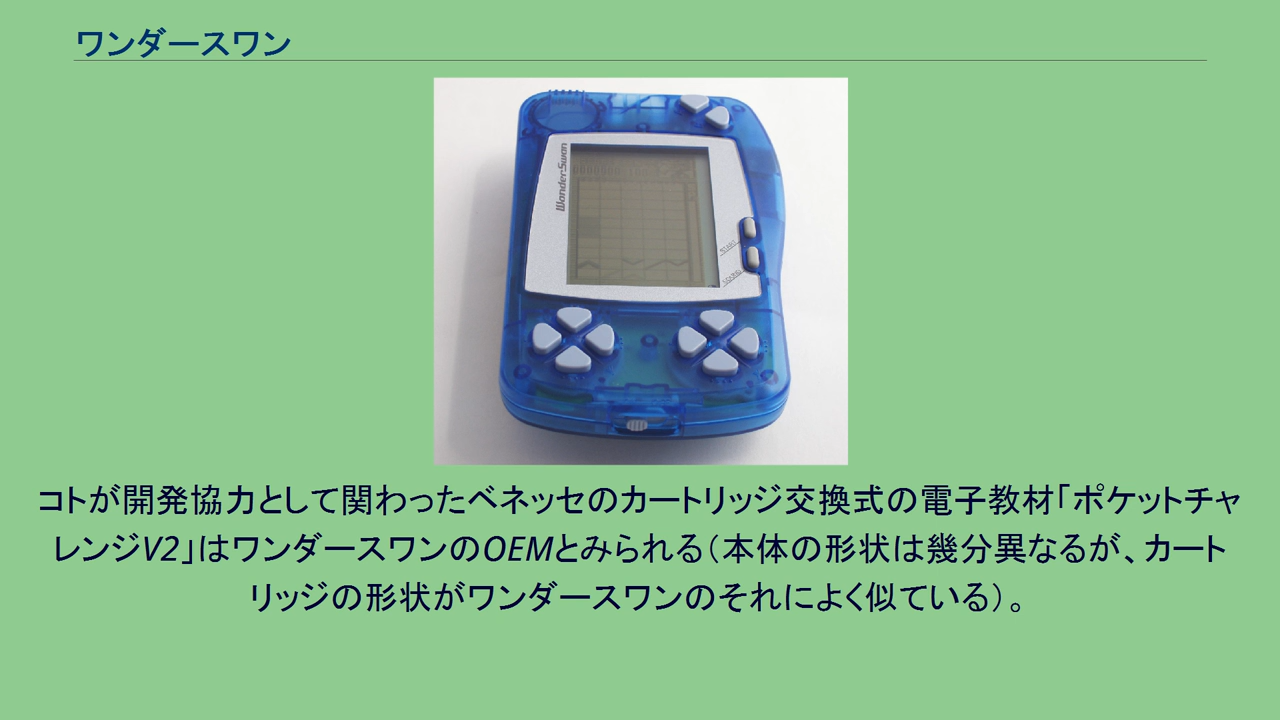 ワンダースワン
WonderSwan
START
SOUND
コトが開発協力として関わったベネッセのカートリッジ交換式の電子教材「ポケットチャ
レンジV2」はワンダースワンのOEMとみられる（本体の形状は幾分異なるが、カート
リッジの形状がワンダースワンのそれによく似ている）。